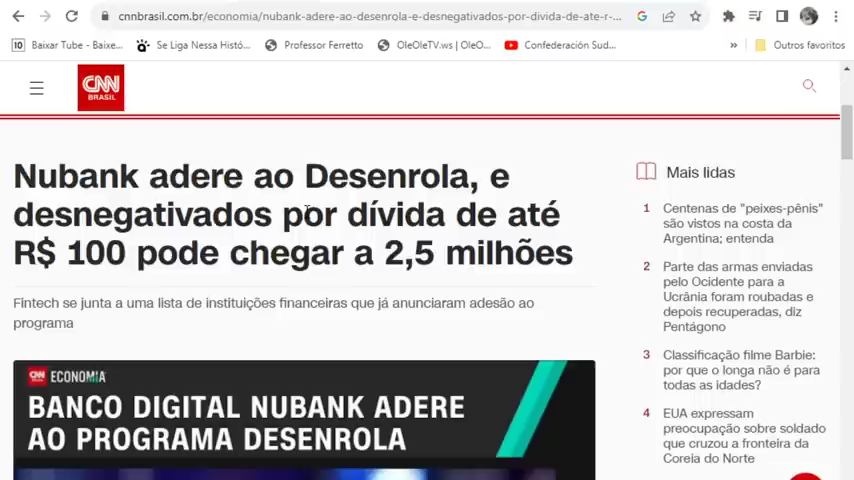 cnnbrasil.com.br/economia/nubank-adere-ao-desenrola-e-desnegativados-por-divida-de-ate-r-...
Baixar Tube - Baixe...
Se Liga Nessa Histó...
Professor Ferretto
OleOleTV.ws | OleO...
Confederación Sud...
»
Outros favoritos
CNN
BRASIL
Nubank adere ao Desenrola, e
desnegativados por dívida de até
R$ 100 pode chegar a 2,5 milhões
Fintech se junta a uma lista de instituições financeiras que já anunciaram adesão ao
programa
CNN ECONOMIA
BANCO DIGITAL NUBANK ADERE
AO PROGRAMA DESENROLA
Mais lidas
1 Centenas de "peixes-pênis"
são vistos na costa da
Argentina; entenda
2 Parte das armas enviadas
pelo Ocidente para a
Ucrânia foram roubadas e
depois recuperadas, diz
Pentágono
3 Classificação filme Barbie:
por que o longa não é para
todas as idades?
4 EUA expressam
preocupação sobre soldado
que cruzou a fronteira da
Coreia do Norte